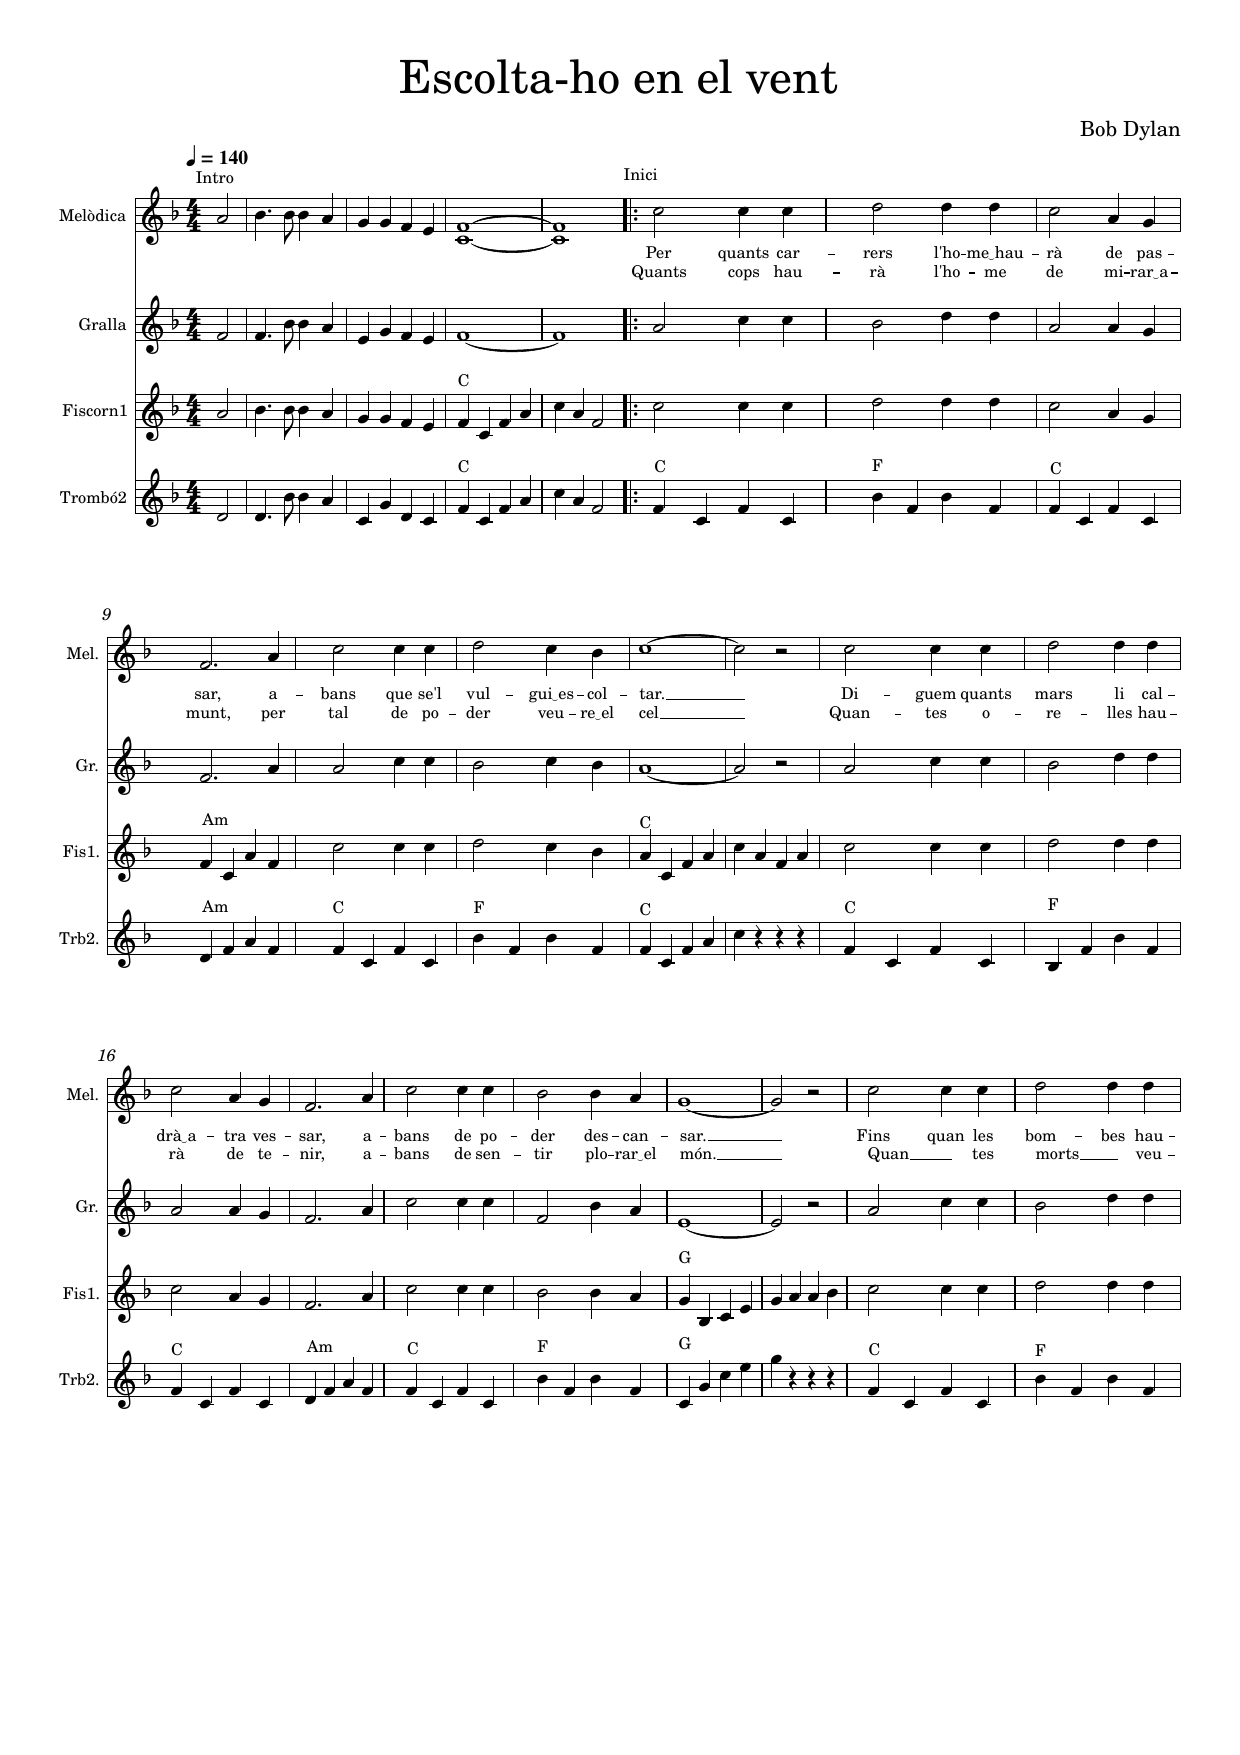 Escolta-ho en el vent
Bob Dylan
♩ = 140
Intro
Inici
Melòdica
Per quants car – rers l'ho–me‿hau – rà de pas –
Quants cops hau – rà l'ho – me de mi–rar‿a–
Gralla
C
Fiscorn1
C C F C
Trombó2
9
Mel.
sar, a – bans que se'l vul – gui‿es–col – tar. Di – guem quants mars li cal –
munt, per tal de po – der veu – re‿el cel Quan – tes o – re – lles hau –
Gr.
Am C
Fis1.
Am C F C C F
Trb2.
16
Mel.
drà‿a – tra ves – sar, a – bans de po – der des – can – sar. Fins quan les bom – bes hau –
rà de te – nir, a – bans de sen – tir plo–rar‿el món. Quan tes morts veu –
Gr.
G
Fis1.
C Am C F G C F
Trb2.